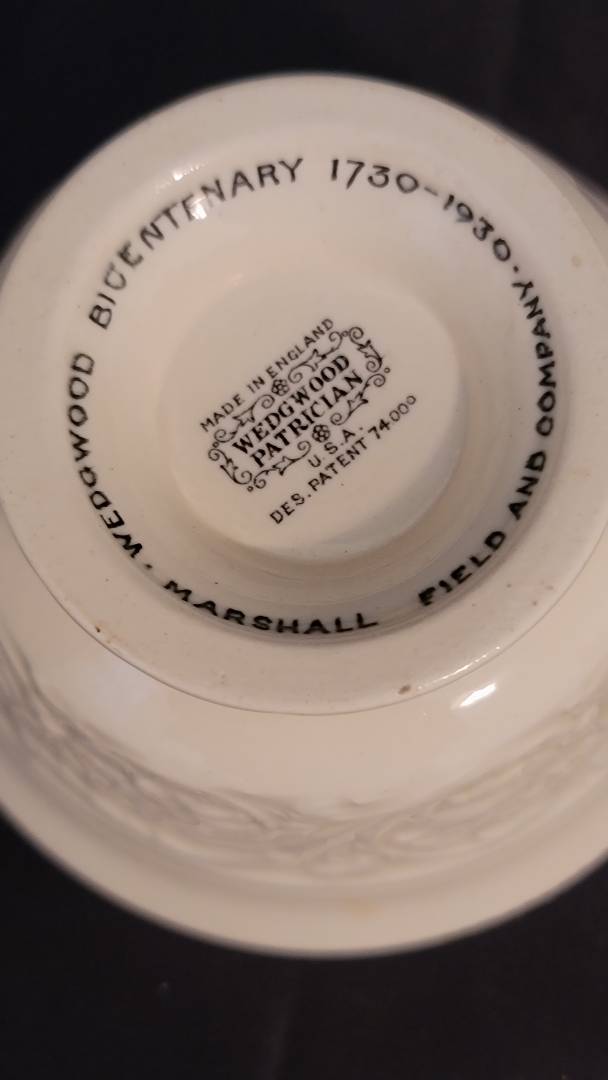 WEDGWOOD BICENTENARY 1730-1930. MARSHALL FIELD AND COMPANY.
MADE IN ENGLAND
WEDGWOOD
PATRICIAN
U.S.A.
DES. PATENT 74.000